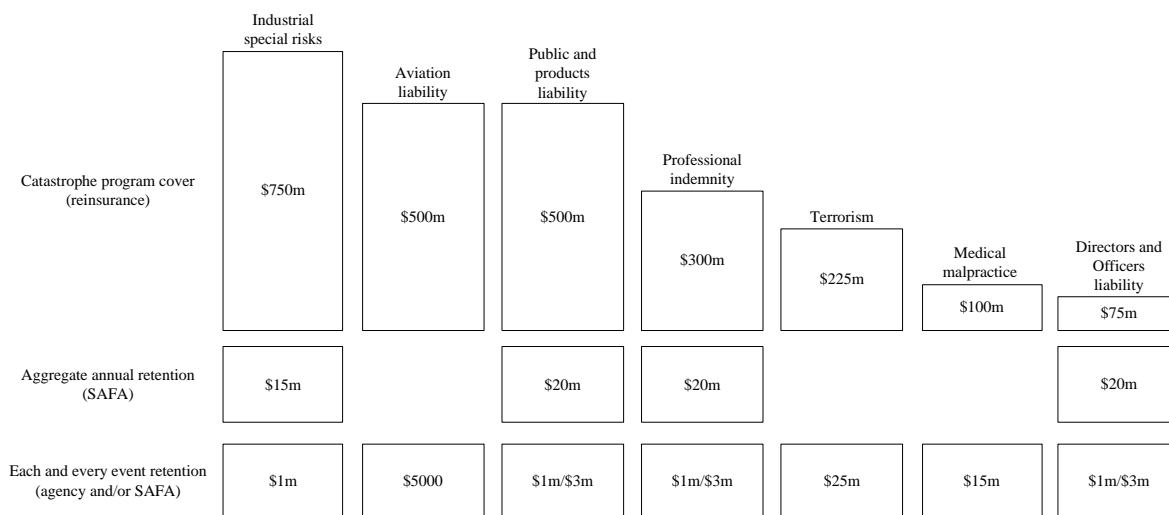 Industrial
special risks
Aviation
liability
Public and
products
liability
Professional
indemnity
Terrorism
Medical
malpractice
Directors and
Officers
liability
Catastrophe program cover
(reinsurance)
$750m
$500m
$500m
$300m
$225m
$100m
$75m
Aggregate annual retention
(SAFA)
$15m
$20m
$20m
$20m
Each and every event retention
(agency and/or SAFA)
$1m
$5000
$1m/$3m
$1m/$3m
$25m
$15m
$1m/$3m